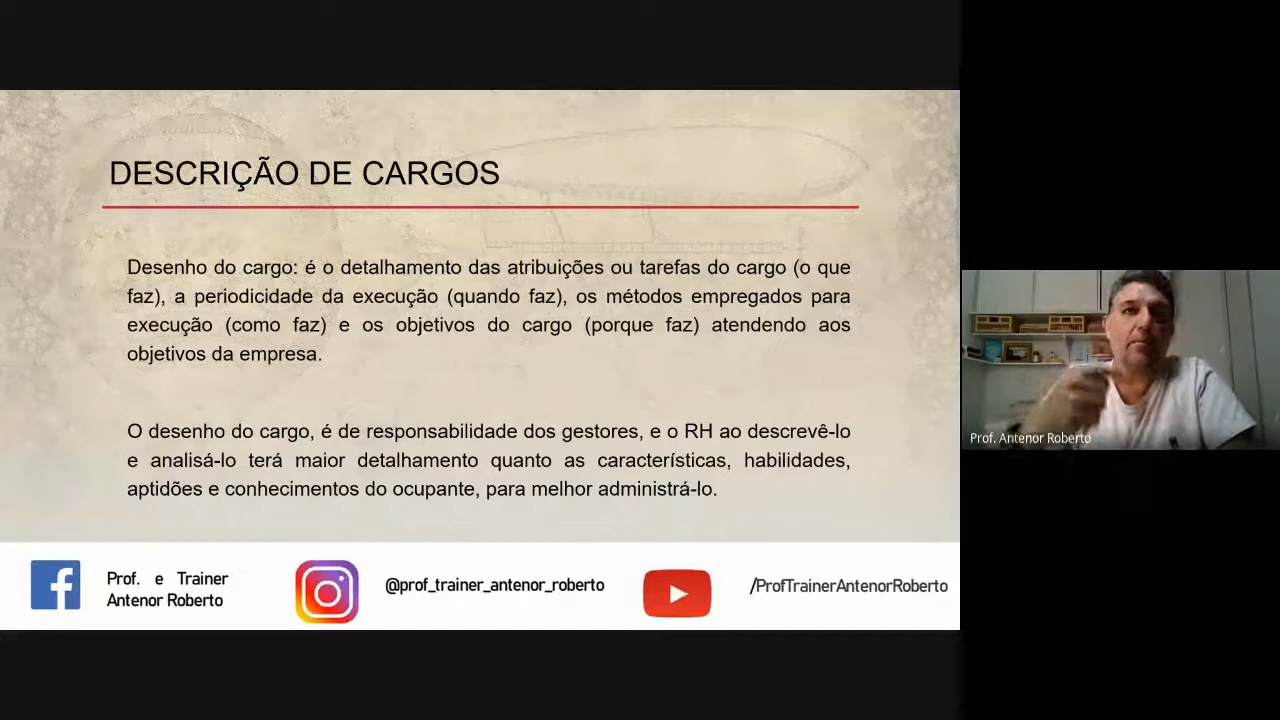 DESCRIÇÃO DE CARGOS
Desenho do cargo: é o detalhamento das atribuições ou tarefas do cargo (o que
faz), a periodicidade da execução (quando faz), os métodos empregados para
execução (como faz) e os objetivos do cargo (porque faz) atendendo aos
objetivos da empresa.
O desenho do cargo, é de responsabilidade dos gestores, e o RH ao descrevê-lo
e analisá-lo terá maior detalhamento quanto as características, habilidades,
aptidões e conhecimentos do ocupante, para melhor administrá-lo.
Prof. e Trainer
Antenor Roberto
@prof_trainer_antenor_roberto
/ProfTrainerAntenorRoberto
Prof. Antenor Roberto